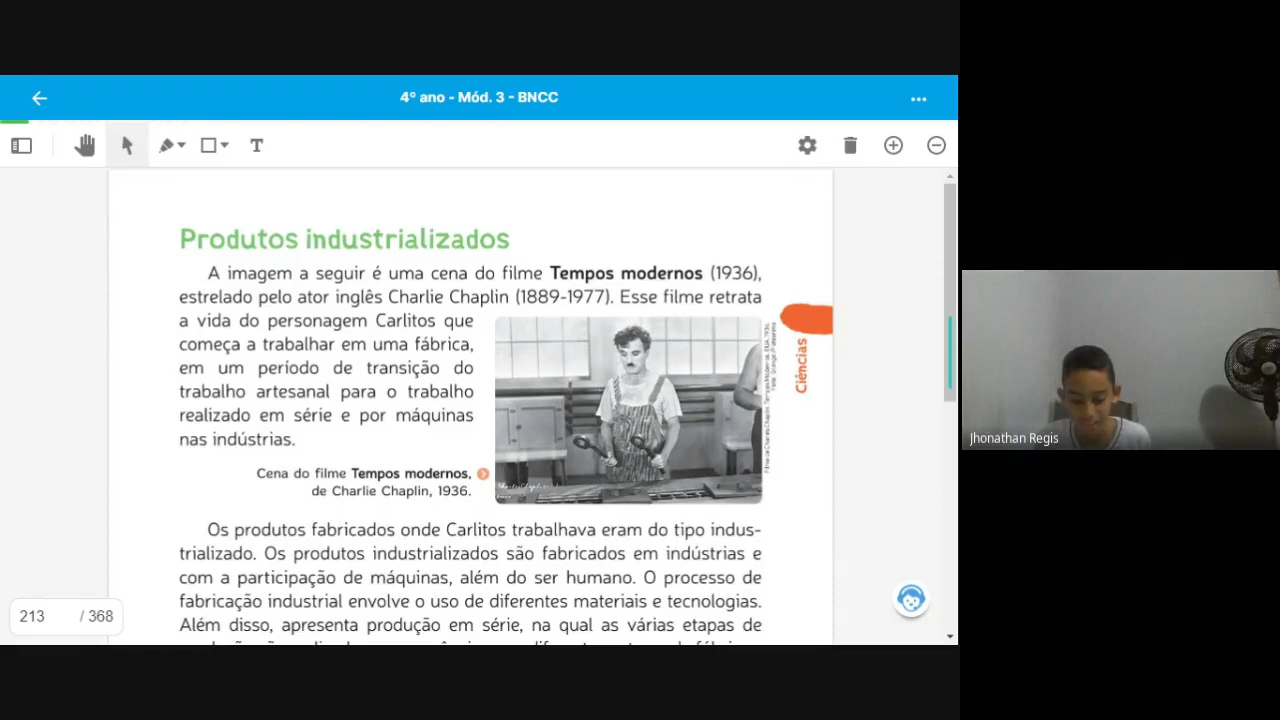 4º ano - Mód. 3 - BNCC
T
Produtos industrializados
A imagem a seguir é uma cena do filme Tempos modernos (1936),
estrelado pelo ator inglês Charlie Chaplin (1889-1977). Esse filme retrata
a vida do personagem Carlitos que
começa a trabalhar em uma fábrica,
em um período de transição do
trabalho artesanal para o trabalho
realizado em série e por máquinas
nas indústrias.
Cena do filme Tempos modernos,
de Charlie Chaplin, 1936.
Ciências
Os produtos fabricados onde Carlitos trabalhava eram do tipo indus-
trializado. Os produtos industrializados são fabricados em indústrias e
com a participação de máquinas, além do ser humano. O processo de
fabricação industrial envolve o uso de diferentes materiais e tecnologias.
Além disso, apresenta produção em série, na qual as várias etapas de
213 / 368
Jhonathan Regis